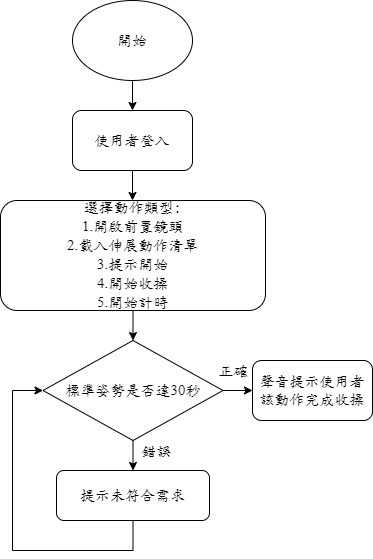 開始
使用者登入
選擇動作類型:
1.開啟前置鏡頭
2.載入伸展動作清單
3.提示開始
4.開始收操
5.開始計時
標準姿勢是否達30秒
正確
聲音提示使用者
該動作完成收操
錯誤
提示未符合需求